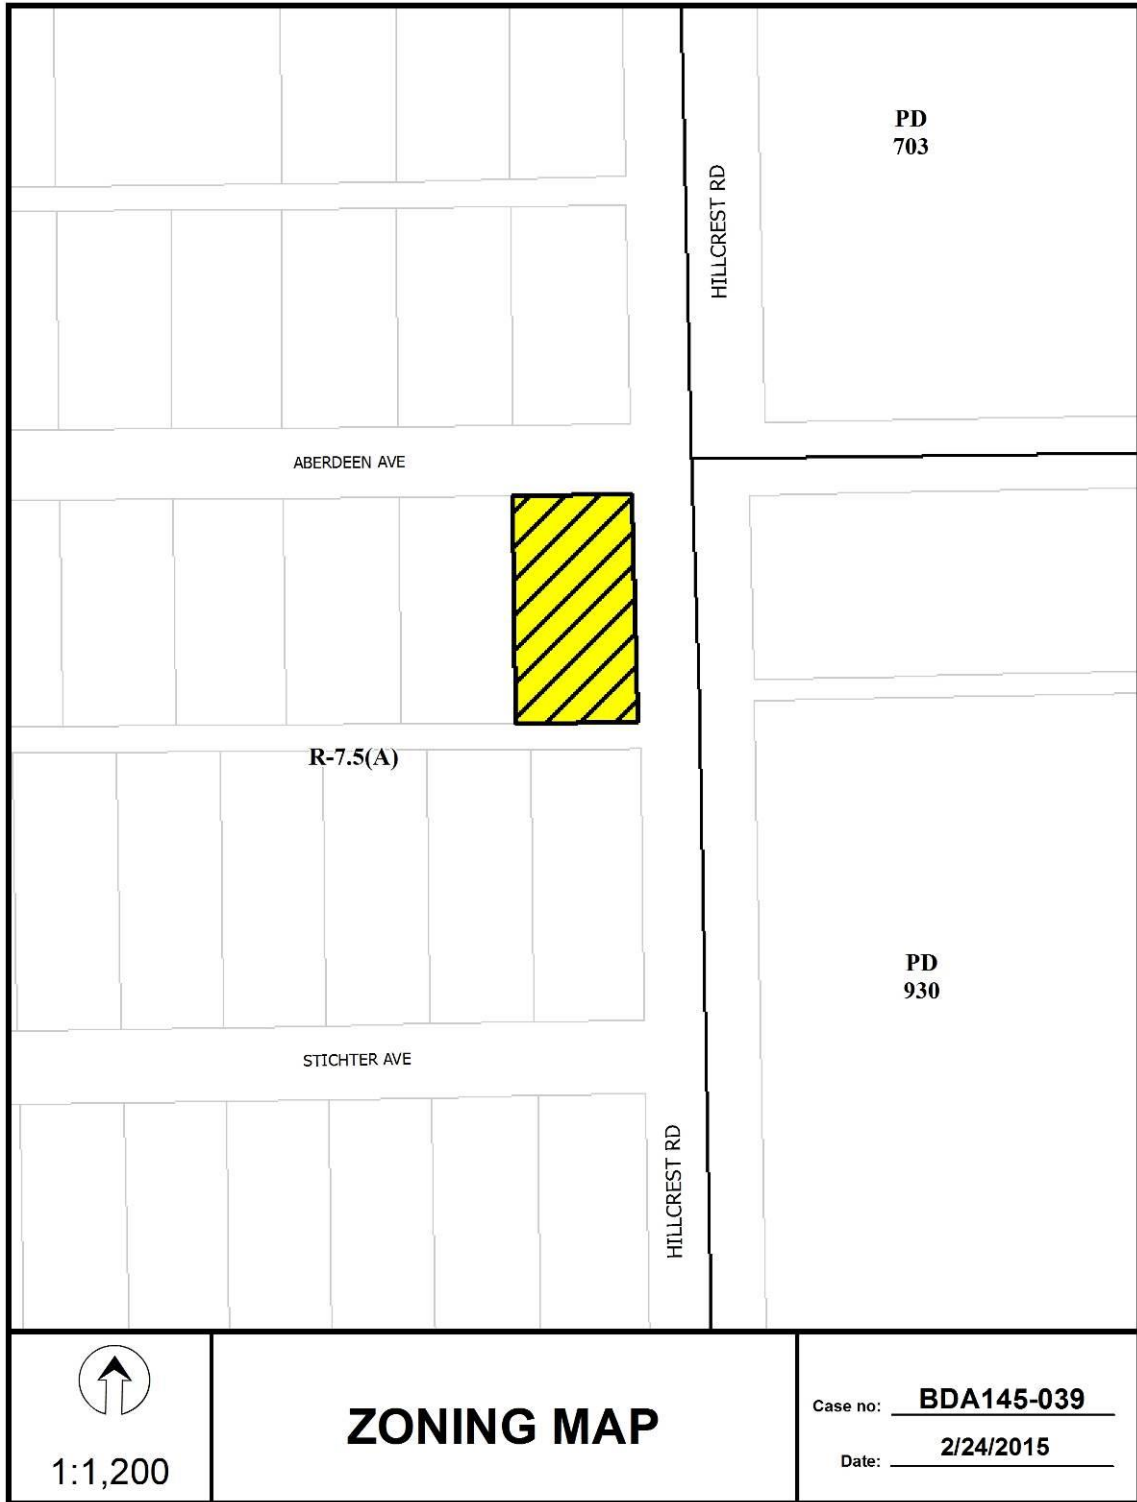 PD
703
HILLCREST RD
ABERDEEN AVE
R-7.5(A)
PD
930
STICHTER AVE
HILLCREST RD
1:1,200
ZONING MAP
Case no: BDA145-039
Date: 2/24/2015